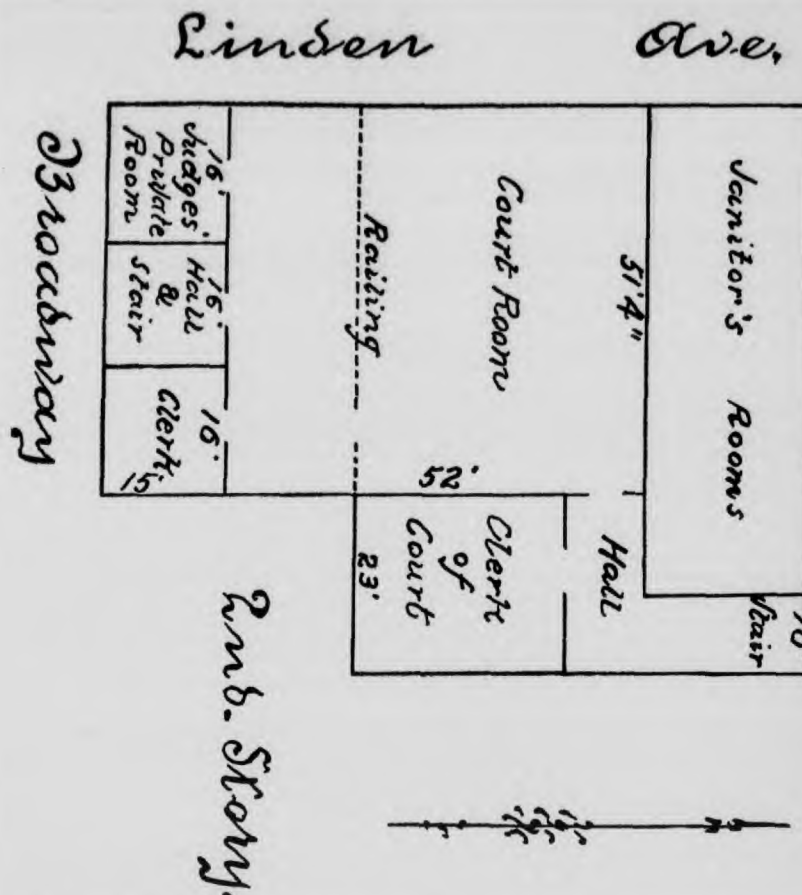 Linden Ave.
Broadway
16'
Judges'
Private
Room
16'
Hall
&
Stair
16'
Clerk
15'
Railing
Court Room
52'
51'4"
Janitor's Rooms
Clerk
of
Court
23'
Hall
Stair
2nd. Story.